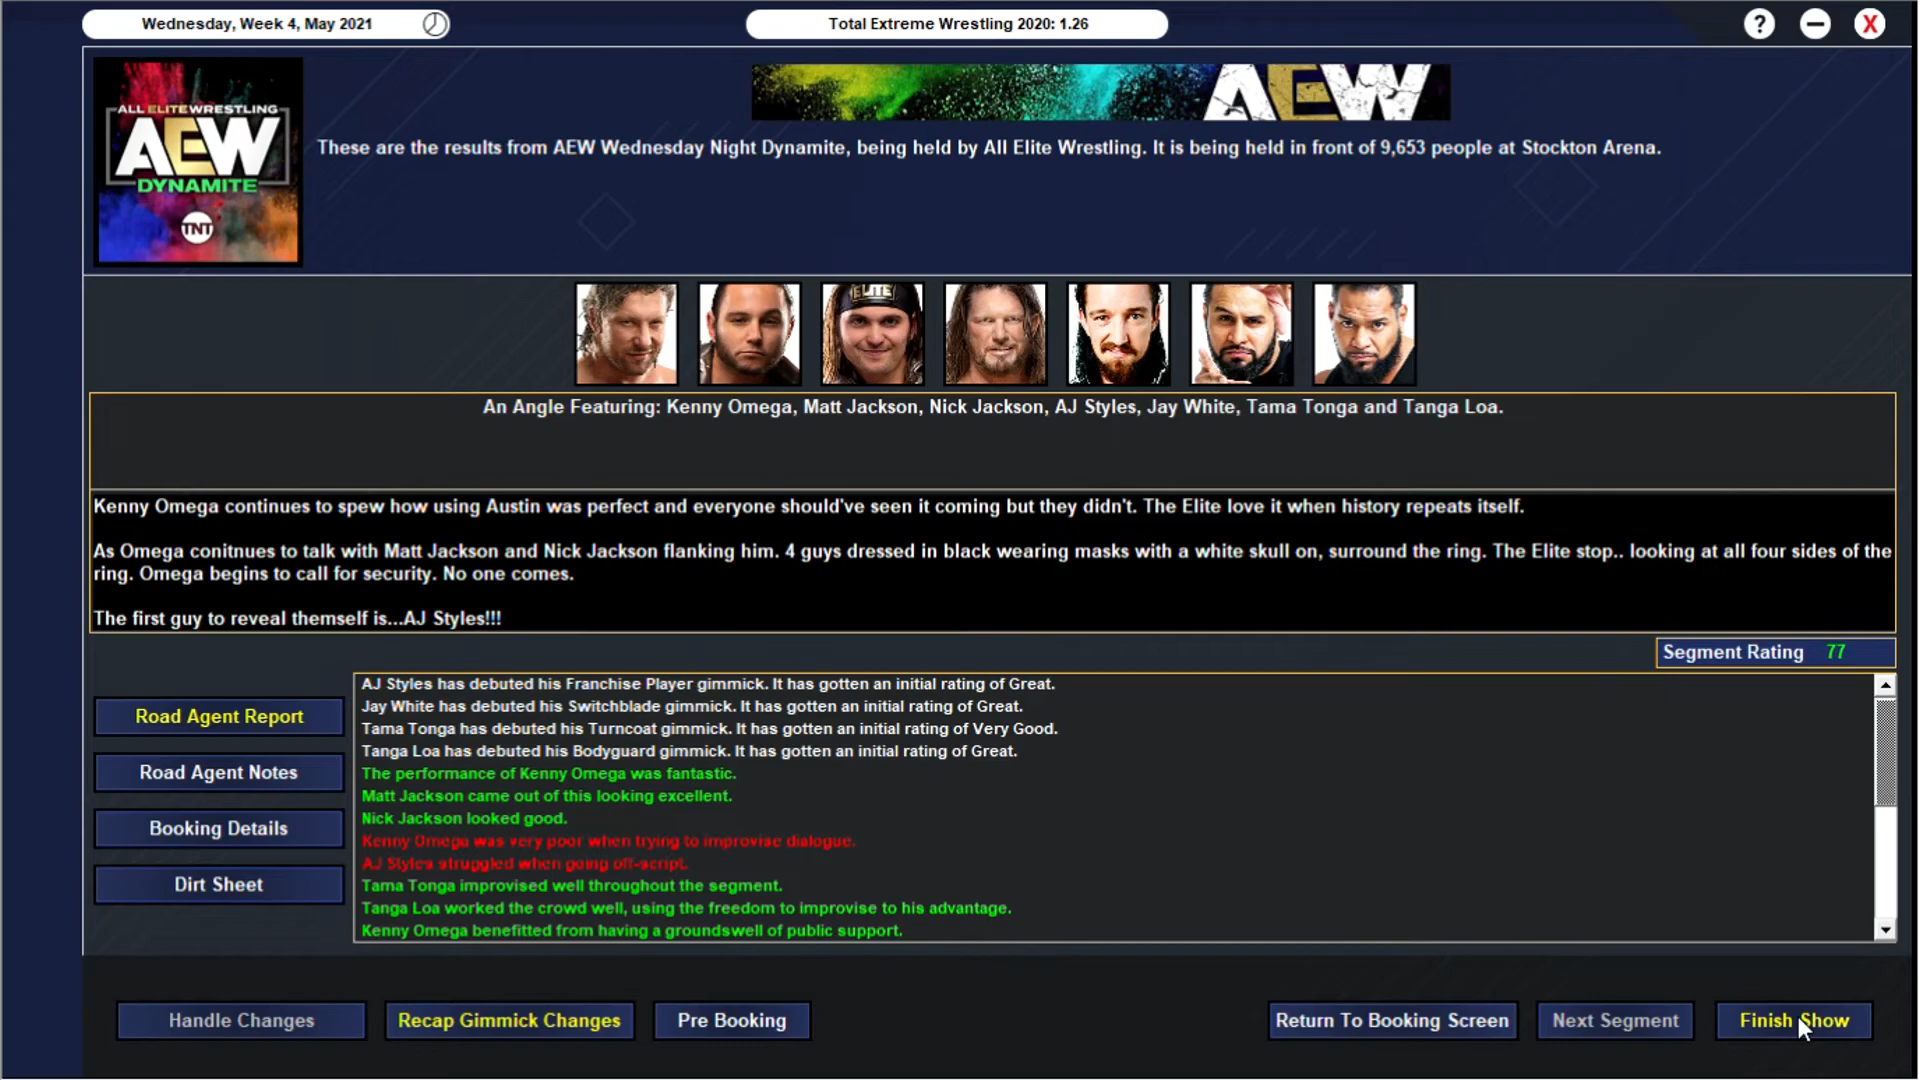 Wednesday, Week 4, May 2021
Total Extreme Wrestling 2020: 1.26
?
X
ALL ELITE WRESTLING
AEW
DYNAMITE
TNT
AEW
These are the results from AEW Wednesday Night Dynamite, being held by All Elite Wrestling. It is being held in front of 9,653 people at Stockton Arena.
ELITE
An Angle Featuring: Kenny Omega, Matt Jackson, Nick Jackson, AJ Styles, Jay White, Tama Tonga and Tanga Loa.
Kenny Omega continues to spew how using Austin was perfect and everyone should've seen it coming but they didn't. The Elite love it when history repeats itself.
As Omega conitnues to talk with Matt Jackson and Nick Jackson flanking him. 4 guys dressed in black wearing masks with a white skull on, surround the ring. The Elite stop.. looking at all four sides of the
ring. Omega begins to call for security. No one comes.
The first guy to reveal themself is...AJ Styles!!!
Segment Rating 77
Road Agent Report
Road Agent Notes
Booking Details
Dirt Sheet
AJ Styles has debuted his Franchise Player gimmick. It has gotten an initial rating of Great.
Jay White has debuted his Switchblade gimmick. It has gotten an initial rating of Great.
Tama Tonga has debuted his Turncoat gimmick. It has gotten an initial rating of Very Good.
Tanga Loa has debuted his Bodyguard gimmick. It has gotten an initial rating of Great.
The performance of Kenny Omega was fantastic.
Matt Jackson came out of this looking excellent.
Nick Jackson looked good.
Kenny Omega was very poor when trying to improvise dialogue.
AJ Styles struggled when going off-script.
Tama Tonga improvised well throughout the segment.
Tanga Loa worked the crowd well, using the freedom to improvise to his advantage.
Kenny Omega benefitted from having a groundswell of public support.
Handle Changes
Recap Gimmick Changes
Pre Booking
Return To Booking Screen
Next Segment
Finish Show